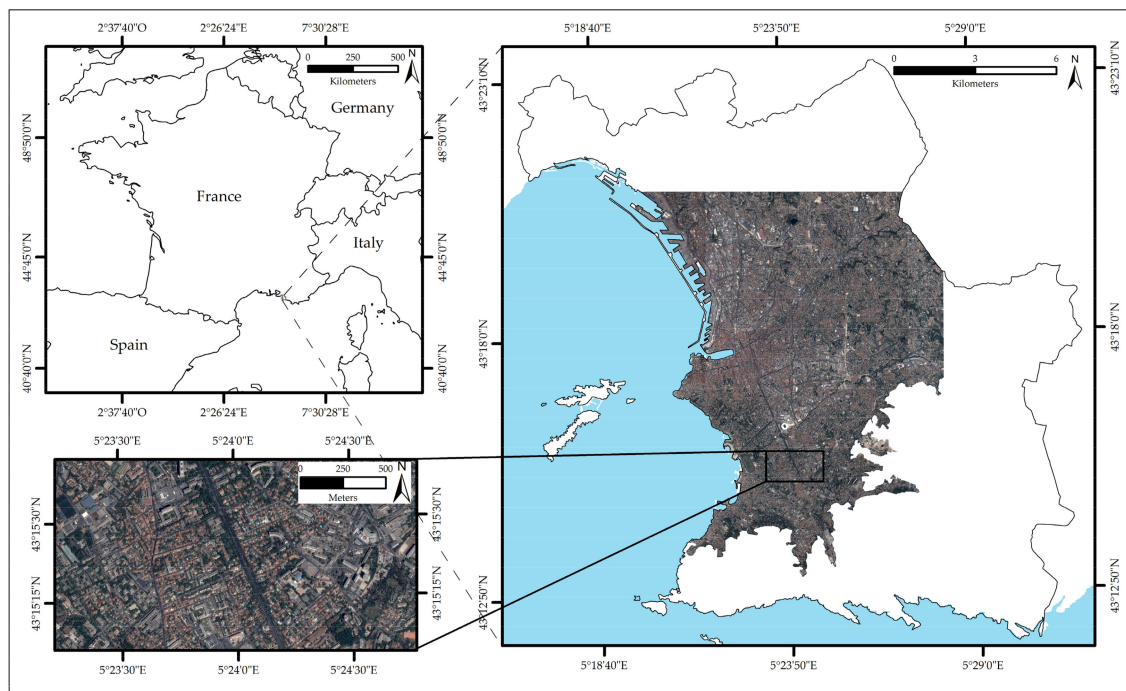 2°37'40"O 2°26'24"E 7°30'28"E
0 250 500
Kilometers
N
48°50'0"N
44°45'0"N
40°40'0"N
Germany
France
Italy
Spain
48°50'0"N
44°45'0"N
40°40'0"N
2°37'40"O 2°26'24"E 7°30'28"E
5°18'40"E 5°23'50"E 5°29'0"E
0 3 6
Kilometers
N
43°23'10"N
43°18'0"N
43°12'50"N
43°23'10"N
43°18'0"N
43°12'50"N
5°18'40"E 5°23'50"E 5°29'0"E
5°23'30"E 5°24'0"E 5°24'30"E
0 250 500
Meters
N
43°15'30"N
43°15'15"N
43°15'30"N
43°15'15"N
5°23'30"E 5°24'0"E 5°24'30"E